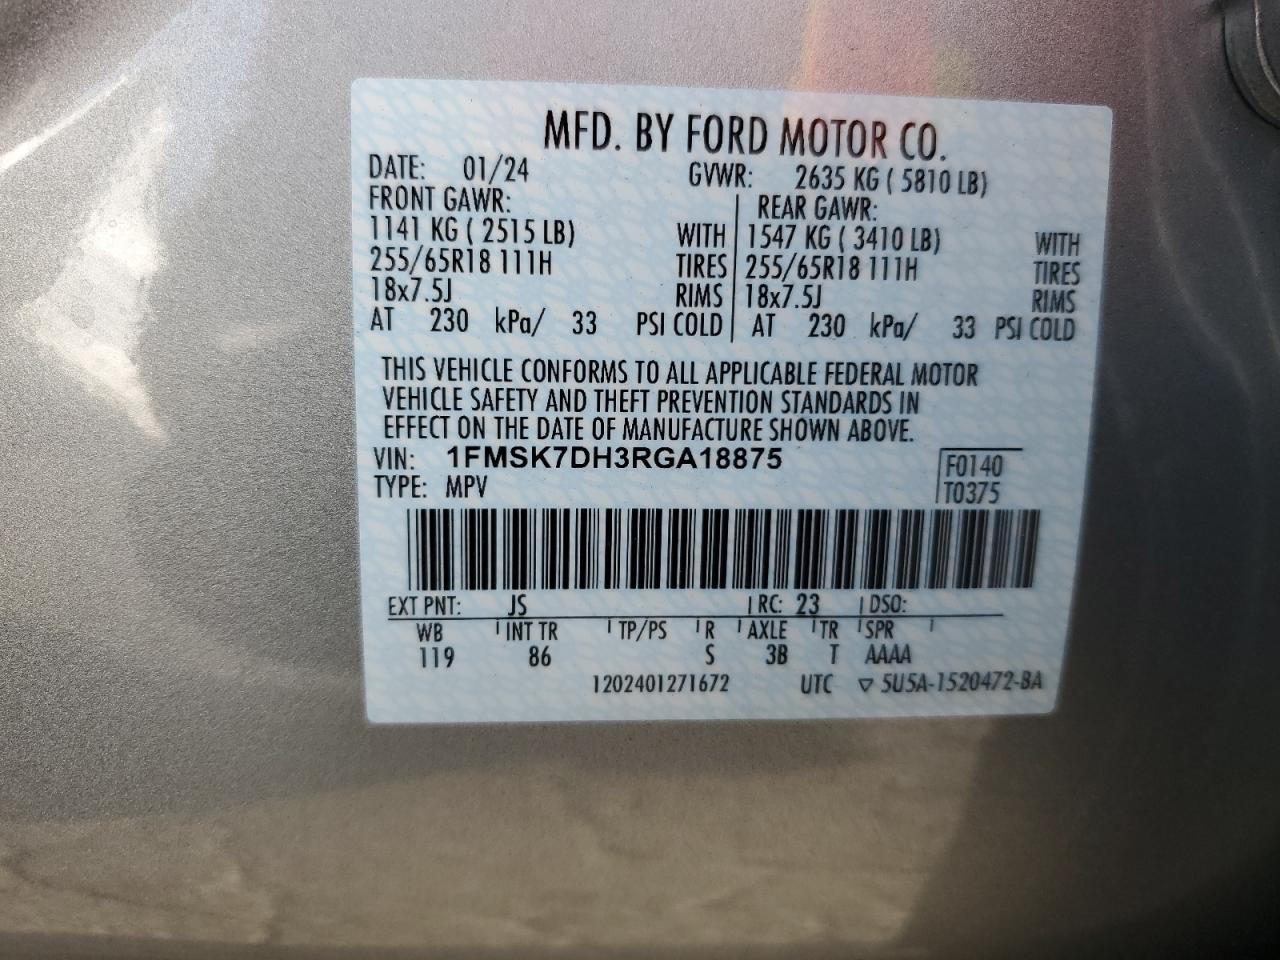 MFD. BY FORD MOTOR CO.
DATE: 01/24 GVWR: 2635 KG ( 5810 LB)
FRONT GAWR: REAR GAWR:
1141 KG ( 2515 LB) WITH 1547 KG ( 3410 LB) WITH
255/65R18 111H TIRES 255/65R18 111H TIRES
18x7.5J RIMS 18x7.5J RIMS
AT 230 kPa/ 33 PSI COLD AT 230 kPa/ 33 PSI COLD
THIS VEHICLE CONFORMS TO ALL APPLICABLE FEDERAL MOTOR
VEHICLE SAFETY AND THEFT PREVENTION STANDARDS IN
EFFECT ON THE DATE OF MANUFACTURE SHOWN ABOVE.
VIN: 1FMSK7DH3RGA18875 F0140
TYPE: MPV T0375
EXT PNT: JS RC: 23 DSO:
WB INT TR TP/PS R AXLE TR SPR
119 86 S 3B T AAAA
1202401271672 UTC ▽ 5U5A-1520472-BA